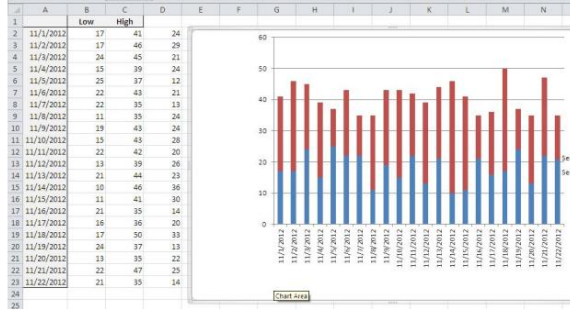 A B C D E F G H I J K L M N
1 Low High
2 11/1/2012 17 41 24
3 11/2/2012 17 46 29
4 11/3/2012 24 45 21
5 11/4/2012 15 39 24
6 11/5/2012 25 37 12
7 11/6/2012 22 43 21
8 11/7/2012 22 35 13
9 11/8/2012 11 35 24
10 11/9/2012 19 43 24
11 11/10/2012 15 43 28
12 11/11/2012 22 42 20
13 11/12/2012 13 39 26
14 11/13/2012 21 44 23
15 11/14/2012 10 46 36
16 11/15/2012 11 41 30
17 11/16/2012 21 35 14
18 11/17/2012 16 36 20
19 11/18/2012 17 50 33
20 11/19/2012 24 37 13
21 11/20/2012 13 35 22
22 11/21/2012 22 47 25
23 11/22/2012 21 35 14
24
25
60
50
40
30
20
10
0
Se
Se
11/1/2012
11/2/2012
11/3/2012
11/4/2012
11/5/2012
11/6/2012
11/7/2012
11/8/2012
11/9/2012
11/10/2012
11/11/2012
11/12/2012
11/13/2012
11/14/2012
11/15/2012
11/16/2012
11/17/2012
11/18/2012
11/19/2012
11/20/2012
11/21/2012
11/22/2012
Chart Area